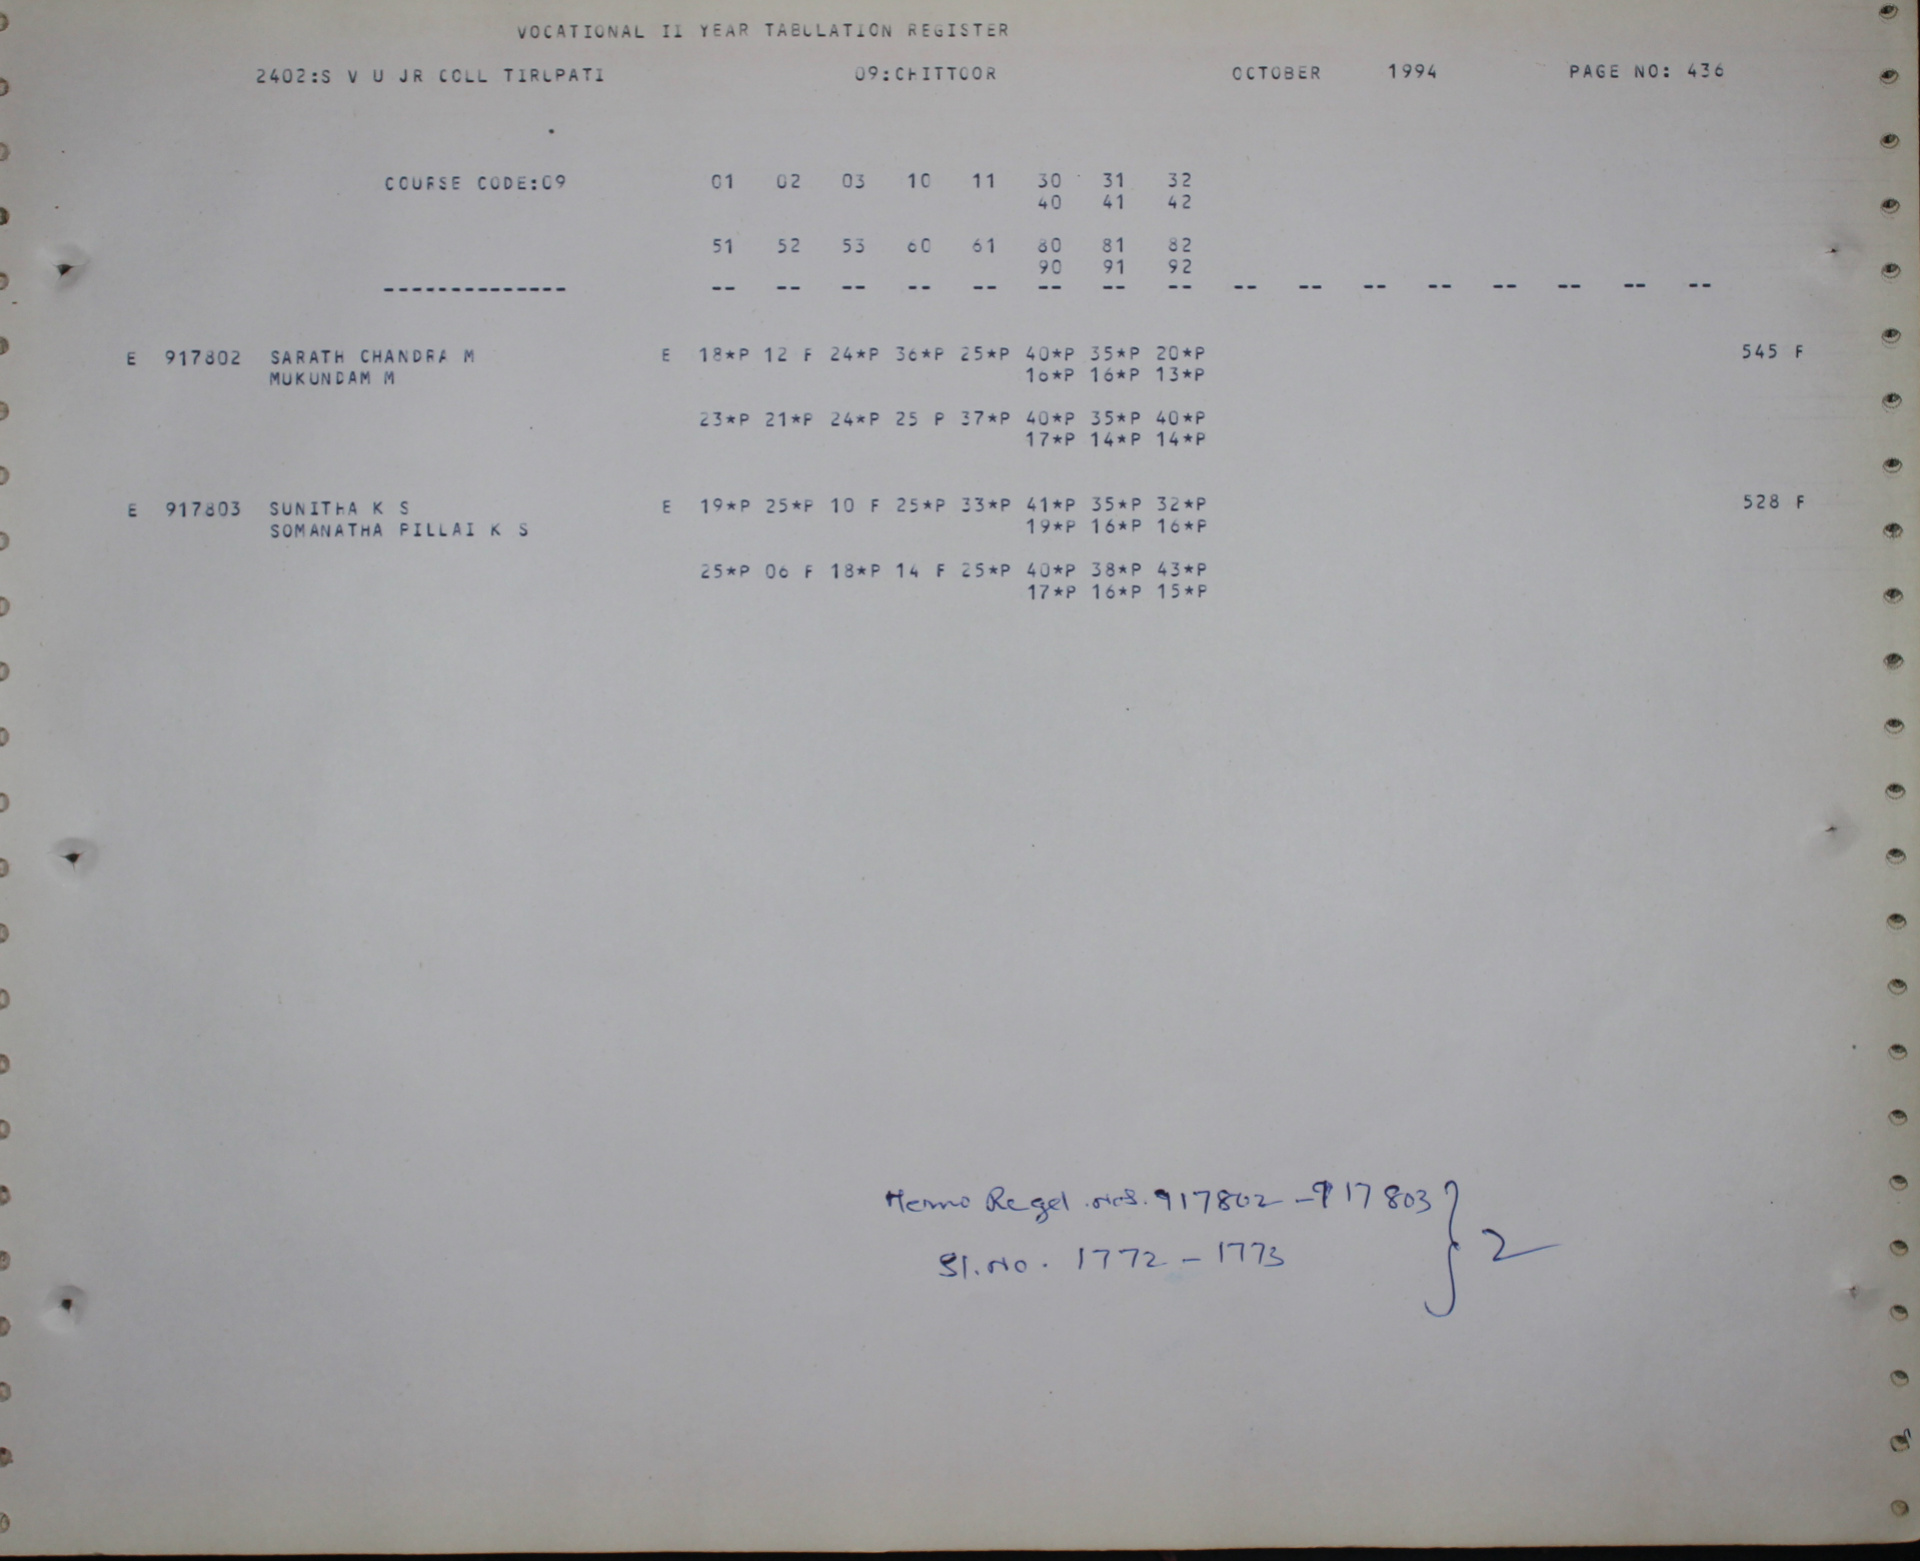 VOCATIONAL II YEAR TABULATION REGISTER
2402:S V U JR COLL TIRUPATI 09:CHITTOOR OCTOBER 1994 PAGE NO: 436
COURSE CODE:09 01 02 03 10 11 30 31 32
40 41 42
51 52 53 60 61 80 81 82
90 91 92
-------------- -- -- -- -- -- -- -- -- -- -- -- -- -- -- -- --
E 917802 SARATH CHANDRA M E 18*P 12 F 24*P 36*P 25*P 40*P 35*P 20*P 545 F
MUKUNDAM M 16*P 16*P 13*P
23*P 21*P 24*P 25 P 37*P 40*P 35*P 40*P
17*P 14*P 14*P
E 917803 SUNITHA K S E 19*P 25*P 10 F 25*P 33*P 41*P 35*P 32*P 528 F
SOMANATHA PILLAI K S 19*P 16*P 16*P
25*P 06 F 18*P 14 F 25*P 40*P 38*P 43*P
17*P 16*P 15*P
Memo Regd. nos. 917802 - 917803 } 2
Sl. no. 1772 - 1773